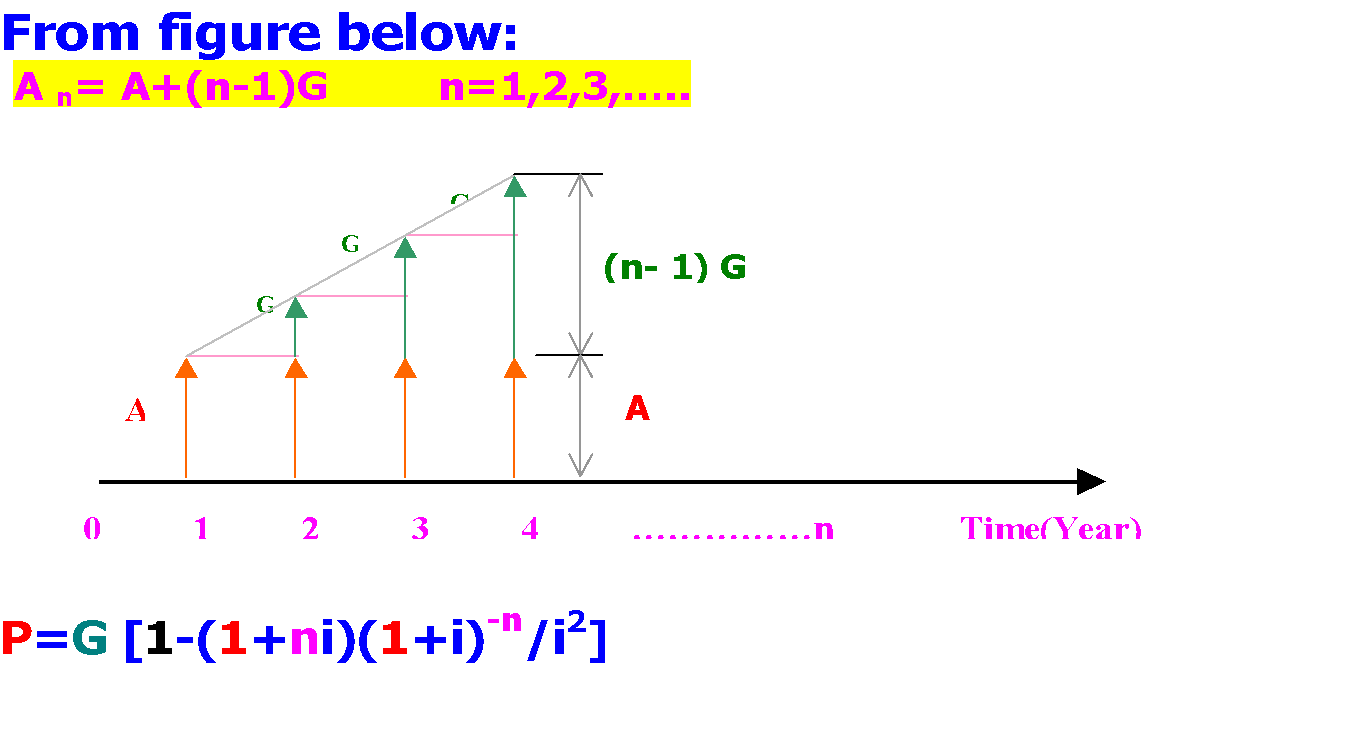 From figure below:
A n= A+(n-1)G n=1,2,3,.....
G
G
G
(n- 1) G
A
A
0 1 2 3 4 ...............n Time(Year)
P=G [1-(1+ni)(1+i)-n/i2]